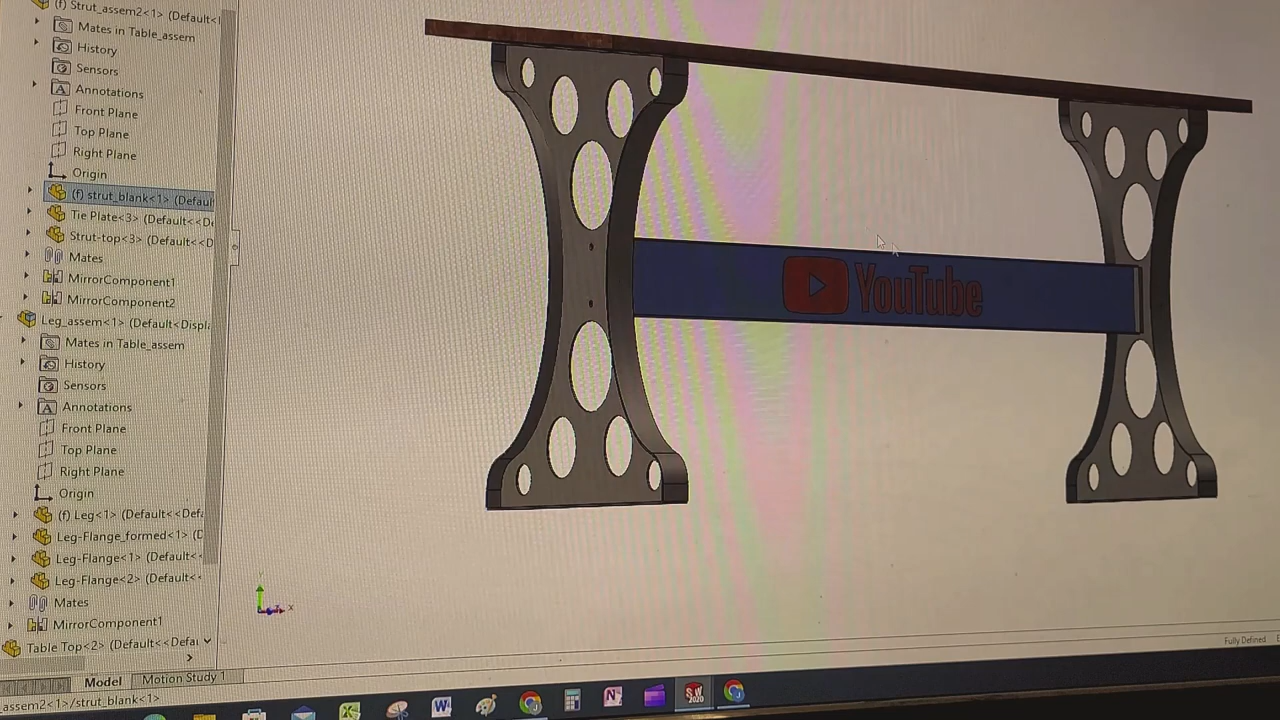 (f) Strut_assem2<1> (Default<
Mates in Table_assem
History
Sensors
Annotations
Front Plane
Top Plane
Right Plane
Origin
(f) strut_blank<1> (Defaul
Tie Plate<3> (Default<<D
Strut-top<3> (Default<<D
Mates
MirrorComponent1
MirrorComponent2
Leg_assem<1> (Default<Displ
Mates in Table_assem
History
Sensors
Annotations
Front Plane
Top Plane
Right Plane
Origin
(f) Leg<1> (Default<<Def
Leg-Flange_formed<1> (D
Leg-Flange<1> (Default<<
Leg-Flange<2> (Default<<
Mates
MirrorComponent1
Table Top<2> (Default<<Defa
Model
Motion Study 1
_assem2<1>/strut_blank<1>
YouTube
Fully Defined
SW
2020